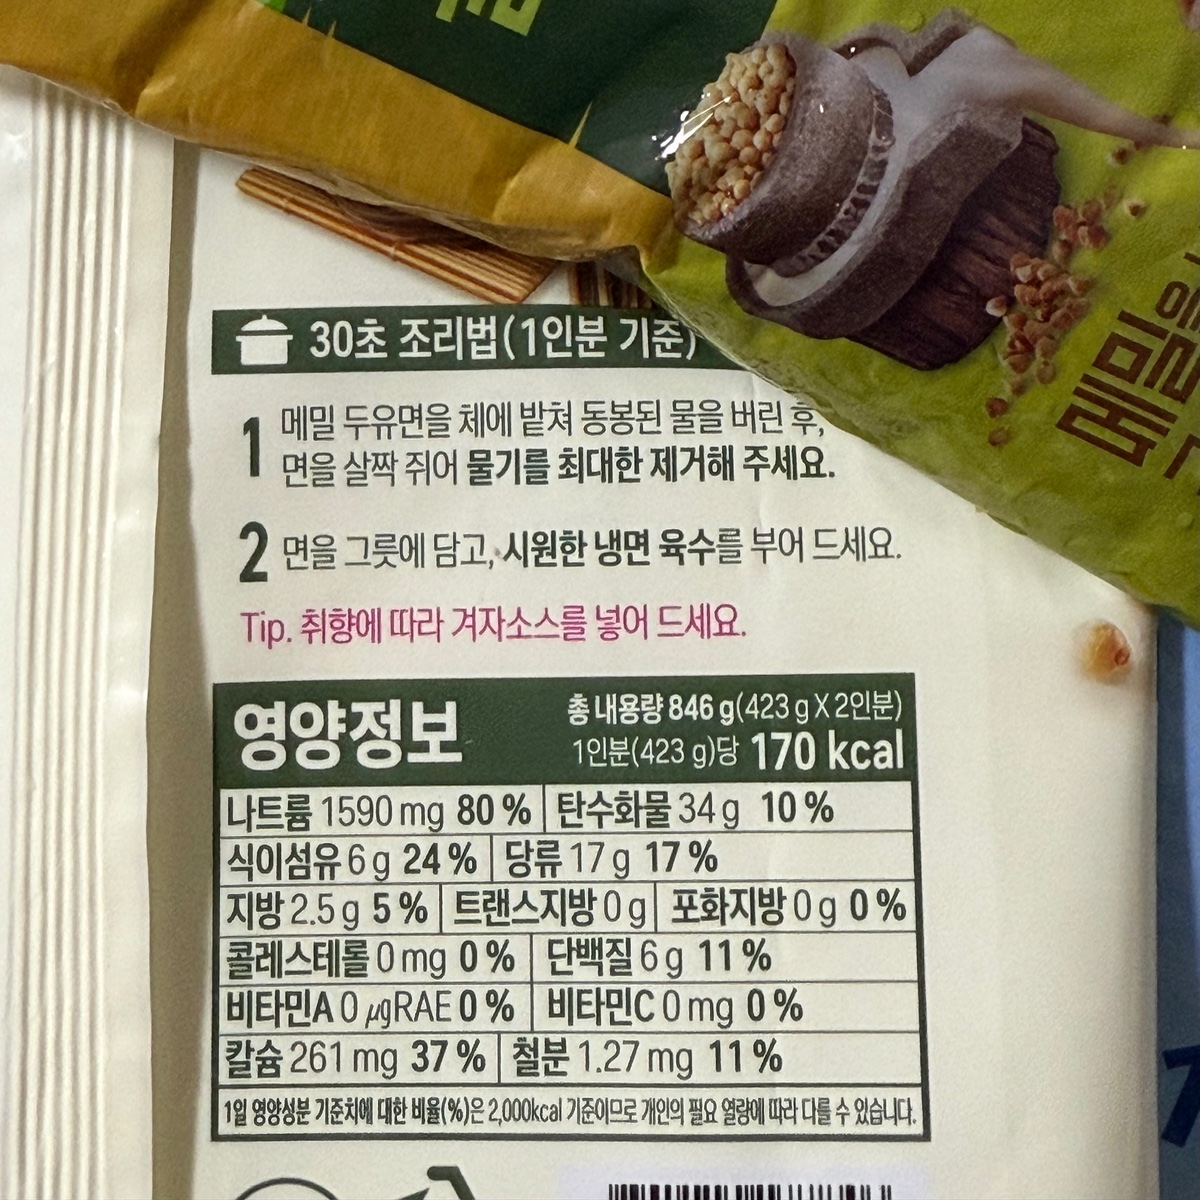 30초 조리법(1인분 기준)
1 메밀 두유면을 체에 밭쳐 동봉된 물을 버린 후,
면을 살짝 쥐어 물기를 최대한 제거해 주세요.
2 면을 그릇에 담고, 시원한 냉면 육수를 부어 드세요.
Tip. 취향에 따라 겨자소스를 넣어 드세요.
영양정보
총 내용량 846 g(423 g X 2인분)
1인분(423 g)당 170 kcal
나트륨 1590 mg 80 % 탄수화물 34 g 10 %
식이섬유 6 g 24 % 당류 17 g 17 %
지방 2.5 g 5 % 트랜스지방 0 g 포화지방 0 g 0 %
콜레스테롤 0 mg 0 % 단백질 6 g 11 %
비타민A 0 μgRAE 0 % 비타민C 0 mg 0 %
칼슘 261 mg 37 % 철분 1.27 mg 11 %
1일 영양성분 기준치에 대한 비율(%)은 2,000kcal 기준이므로 개인의 필요 열량에 따라 다를 수 있습니다.